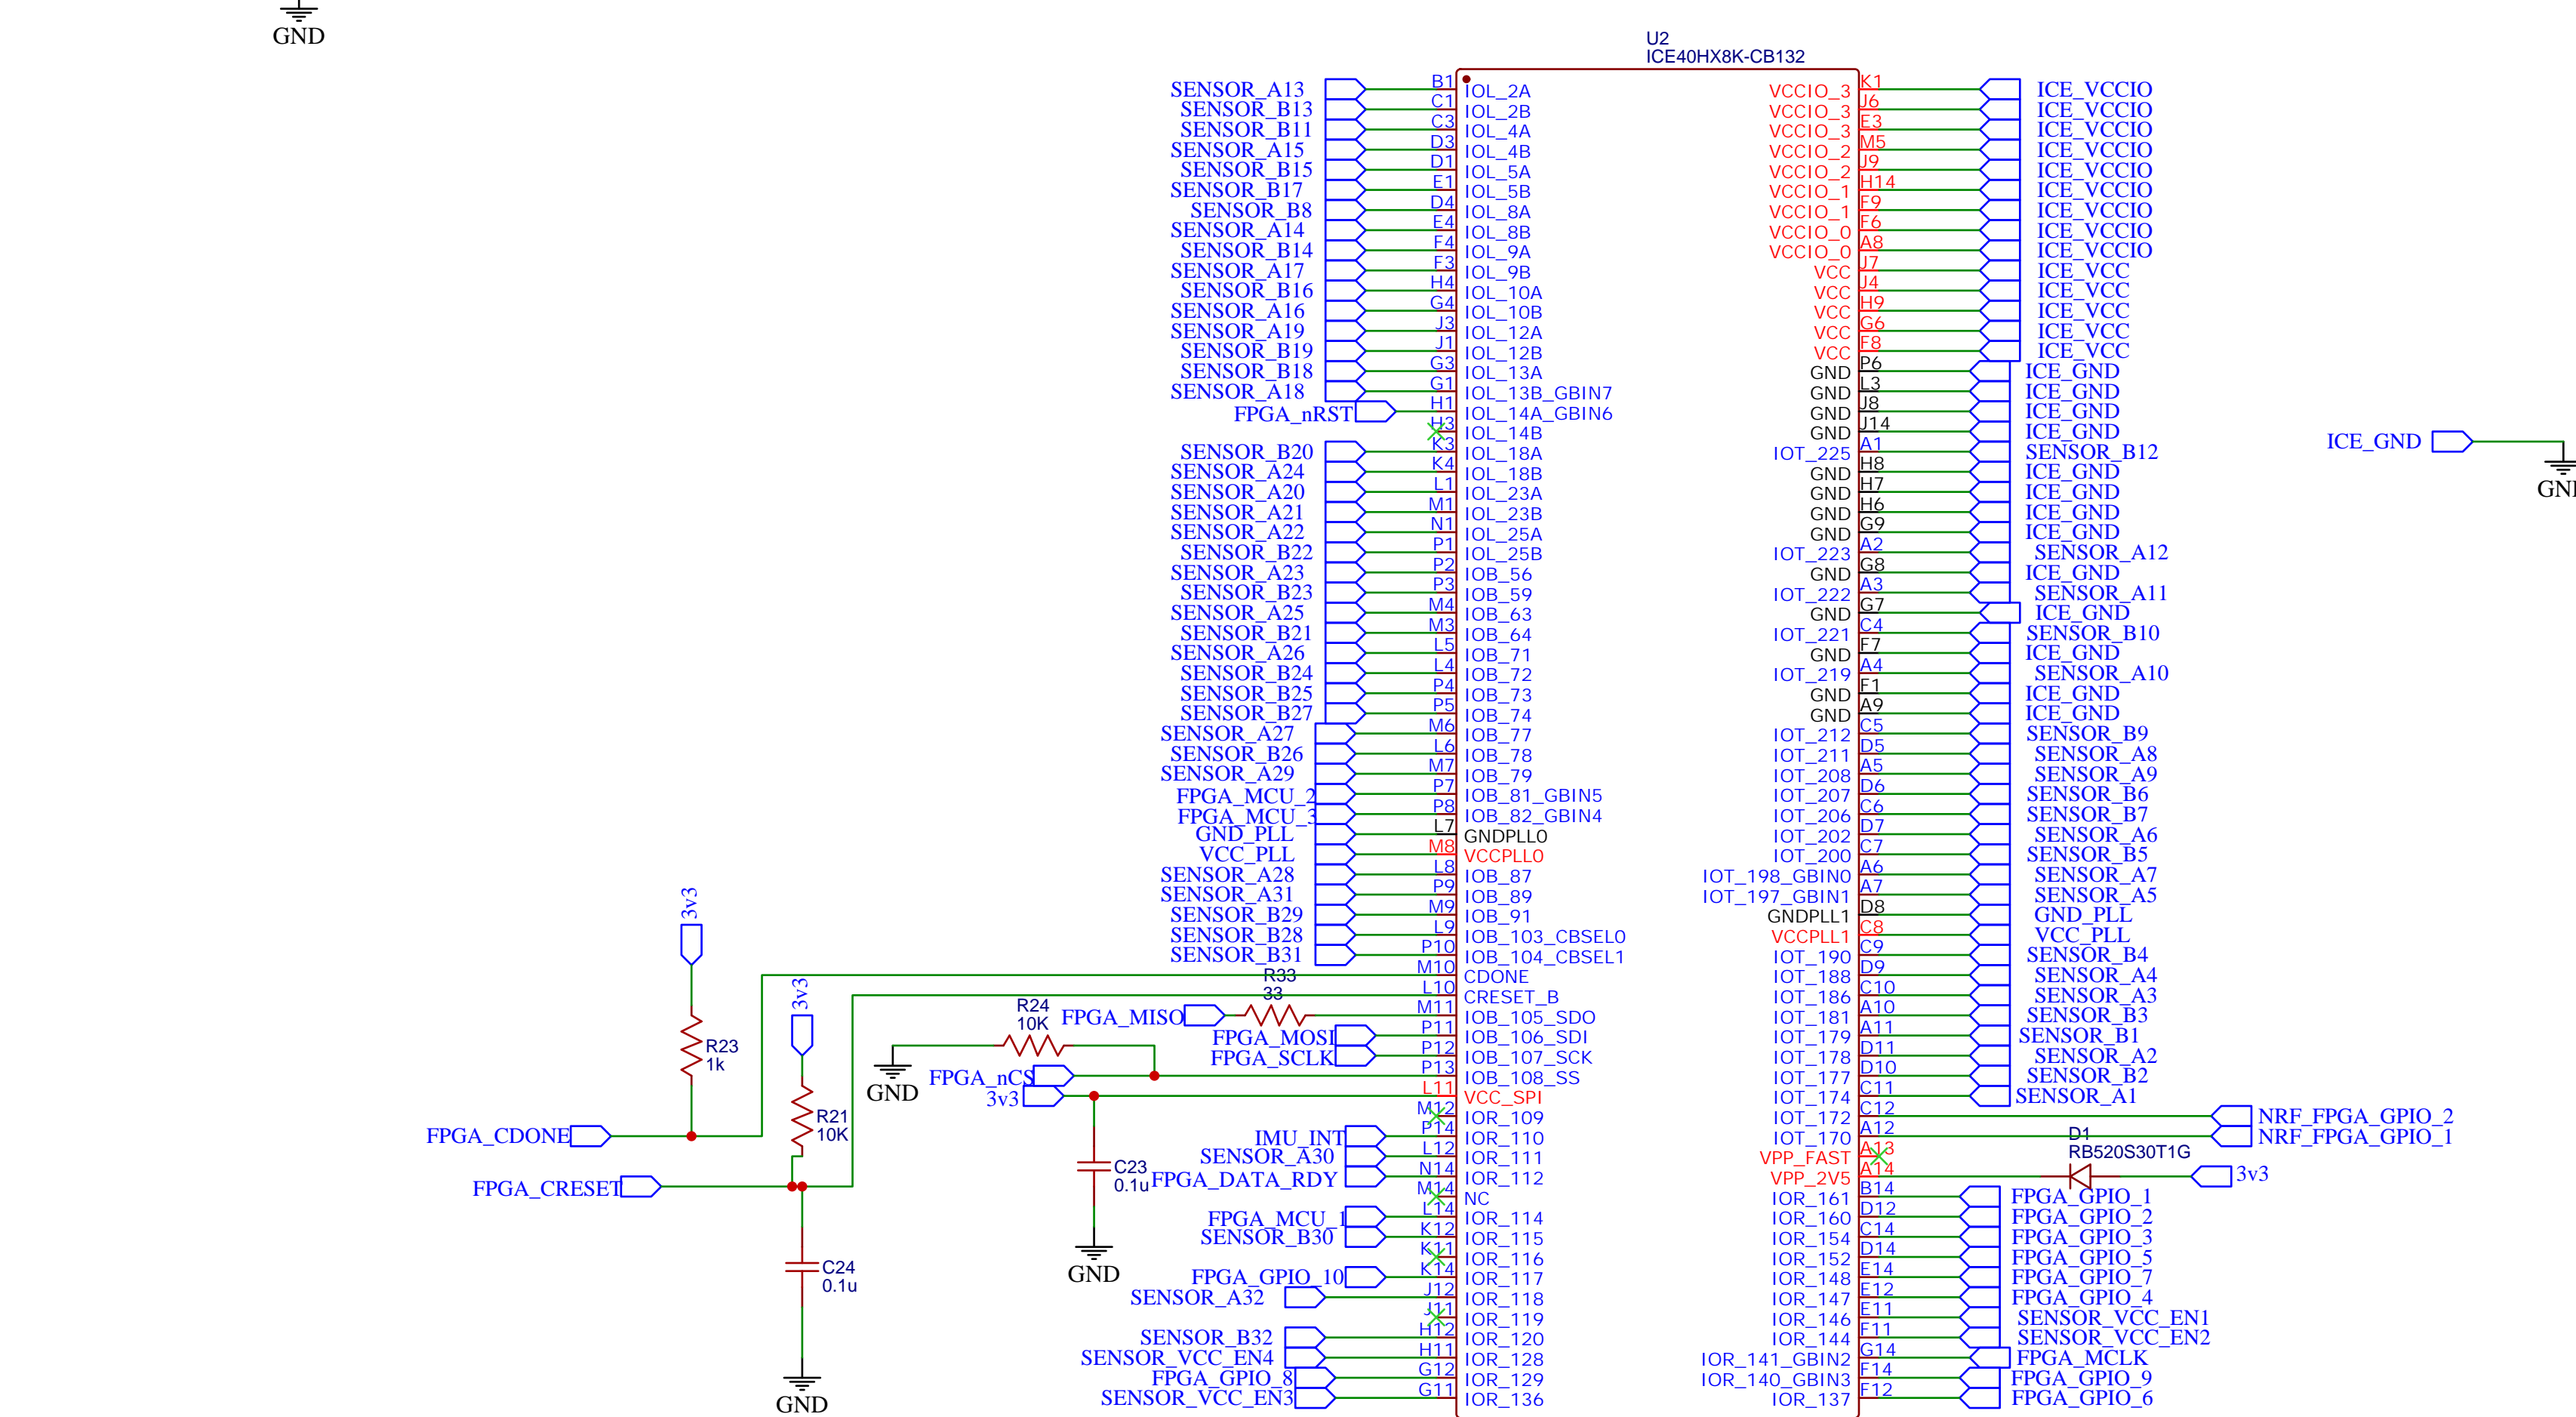 GND
U2
ICE40HX8K-CB132
SENSOR_A13 B1 IOL_2A VCCIO_3 K1 ICE_VCCIO
SENSOR_B13 C1 IOL_2B VCCIO_3 J6 ICE_VCCIO
SENSOR_B11 C3 IOL_4A VCCIO_3 E3 ICE_VCCIO
SENSOR_A15 D3 IOL_4B VCCIO_2 M5 ICE_VCCIO
SENSOR_B15 D1 IOL_5A VCCIO_2 J9 ICE_VCCIO
SENSOR_B17 E1 IOL_5B VCCIO_1 H14 ICE_VCCIO
SENSOR_B8 D4 IOL_8A VCCIO_1 F9 ICE_VCCIO
SENSOR_A14 E4 IOL_8B VCCIO_0 F6 ICE_VCCIO
SENSOR_B14 F4 IOL_9A VCCIO_0 A8 ICE_VCCIO
SENSOR_A17 F3 IOL_9B VCC J7 ICE_VCC
SENSOR_B16 H4 IOL_10A VCC J4 ICE_VCC
SENSOR_A16 G4 IOL_10B VCC H9 ICE_VCC
SENSOR_A19 J3 IOL_12A VCC G6 ICE_VCC
SENSOR_B19 J1 IOL_12B VCC F8 ICE_VCC
SENSOR_B18 G3 IOL_13A GND P6 ICE_GND
SENSOR_A18 G1 IOL_13B_GBIN7 GND L3 ICE_GND
FPGA_nRST H1 IOL_14A_GBIN6 GND J8 ICE_GND
H3 IOL_14B GND J14 ICE_GND
ICE_GND
SENSOR_B20 K3 IOL_18A IOT_225 A1 SENSOR_B12
SENSOR_A24 K4 IOL_18B GND H8 ICE_GND
SENSOR_A20 L1 IOL_23A GND H7 ICE_GND
SENSOR_A21 M1 IOL_23B GND H6 ICE_GND
SENSOR_A22 N1 IOL_25A GND G9 ICE_GND
SENSOR_B22 P1 IOL_25B IOT_223 A2 SENSOR_A12
SENSOR_A23 P2 IOB_56 GND G8 ICE_GND
SENSOR_B23 P3 IOB_59 IOT_222 A3 SENSOR_A11
SENSOR_A25 M4 IOB_63 GND G7 ICE_GND
SENSOR_B21 M3 IOB_64 IOT_221 C4 SENSOR_B10
SENSOR_A26 L5 IOB_71 GND F7 ICE_GND
SENSOR_B24 L4 IOB_72 IOT_219 A4 SENSOR_A10
SENSOR_B25 P4 IOB_73 GND F1 ICE_GND
SENSOR_B27 P5 IOB_74 GND A9 ICE_GND
SENSOR_A27 M6 IOB_77 IOT_212 C5 SENSOR_B9
SENSOR_B26 L6 IOB_78 IOT_211 D5 SENSOR_A8
SENSOR_A29 M7 IOB_79 IOT_208 A5 SENSOR_A9
FPGA_MCU_2 P7 IOB_81_GBIN5 IOT_207 D6 SENSOR_B6
FPGA_MCU_3 P8 IOB_82_GBIN4 IOT_206 C6 SENSOR_B7
GND_PLL L7 GNDPLL0 IOT_202 D7 SENSOR_A6
VCC_PLL M8 VCCPLL0 IOT_200 C7 SENSOR_B5
SENSOR_A28 L8 IOB_87 IOT_198_GBIN0 A6 SENSOR_A7
SENSOR_A31 P9 IOB_89 IOT_197_GBIN1 A7 SENSOR_A5
SENSOR_B29 M9 IOB_91 GNDPLL1 D8 GND_PLL
SENSOR_B28 L9 IOB_103_CBSEL0 VCCPLL1 C8 VCC_PLL
SENSOR_B31 P10 IOB_104_CBSEL1 IOT_190 C9 SENSOR_B4
M10 CDONE IOT_188 D9 SENSOR_A4
L10 CRESET_B IOT_186 C10 SENSOR_A3
FPGA_MISO R33 33 M11 IOB_105_SDO IOT_181 A10 SENSOR_B3
FPGA_MOSI P11 IOB_106_SDI IOT_179 A11 SENSOR_B1
FPGA_SCLK P12 IOB_107_SCK IOT_178 D11 SENSOR_A2
FPGA_nCS P13 IOB_108_SS IOT_177 D10 SENSOR_B2
3v3 L11 VCC_SPI IOT_174 C11 SENSOR_A1
M12 IOR_109 IOT_172 C12 NRF_FPGA_GPIO_2
IMU_INT P14 IOR_110 IOT_170 A12 NRF_FPGA_GPIO_1
SENSOR_A30 L12 IOR_111 VPP_FAST A13
D1
RB520S30T1G
FPGA_DATA_RDY N14 IOR_112 VPP_2V5 A14 3v3
M14 NC IOR_161 B14 FPGA_GPIO_1
FPGA_MCU_1 L14 IOR_114 IOR_160 D12 FPGA_GPIO_2
SENSOR_B30 K12 IOR_115 IOR_154 C14 FPGA_GPIO_3
K11 IOR_116 IOR_152 D14 FPGA_GPIO_5
FPGA_GPIO_10 K14 IOR_117 IOR_148 E14 FPGA_GPIO_7
SENSOR_A32 J12 IOR_118 IOR_147 E12 FPGA_GPIO_4
J11 IOR_119 IOR_146 E11 SENSOR_VCC_EN1
SENSOR_B32 H12 IOR_120 IOR_144 F11 SENSOR_VCC_EN2
SENSOR_VCC_EN4 H11 IOR_128 IOR_141_GBIN2 G14 FPGA_MCLK
FPGA_GPIO_8 G12 IOR_129 IOR_140_GBIN3 F14 FPGA_GPIO_9
SENSOR_VCC_EN3 G11 IOR_136 IOR_137 F12 FPGA_GPIO_6
3v3
R23
1k
3v3
R21
10K
R24
10K
GND
FPGA_CDONE
FPGA_CRESET
C23
0.1u
GND
C24
0.1u
GND